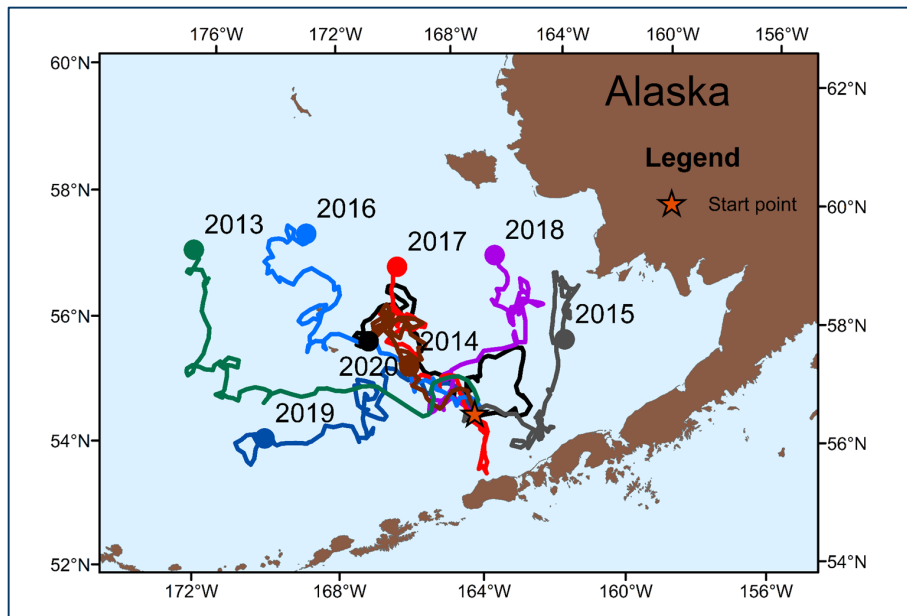 176°W 172°W 168°W 164°W 160°W 156°W
60°N
62°N
Alaska
Legend
Start point
58°N
60°N
2013
2016
2017
2018
56°N
2015
58°N
2014
2020
2019
54°N
56°N
52°N
54°N
172°W 168°W 164°W 160°W 156°W